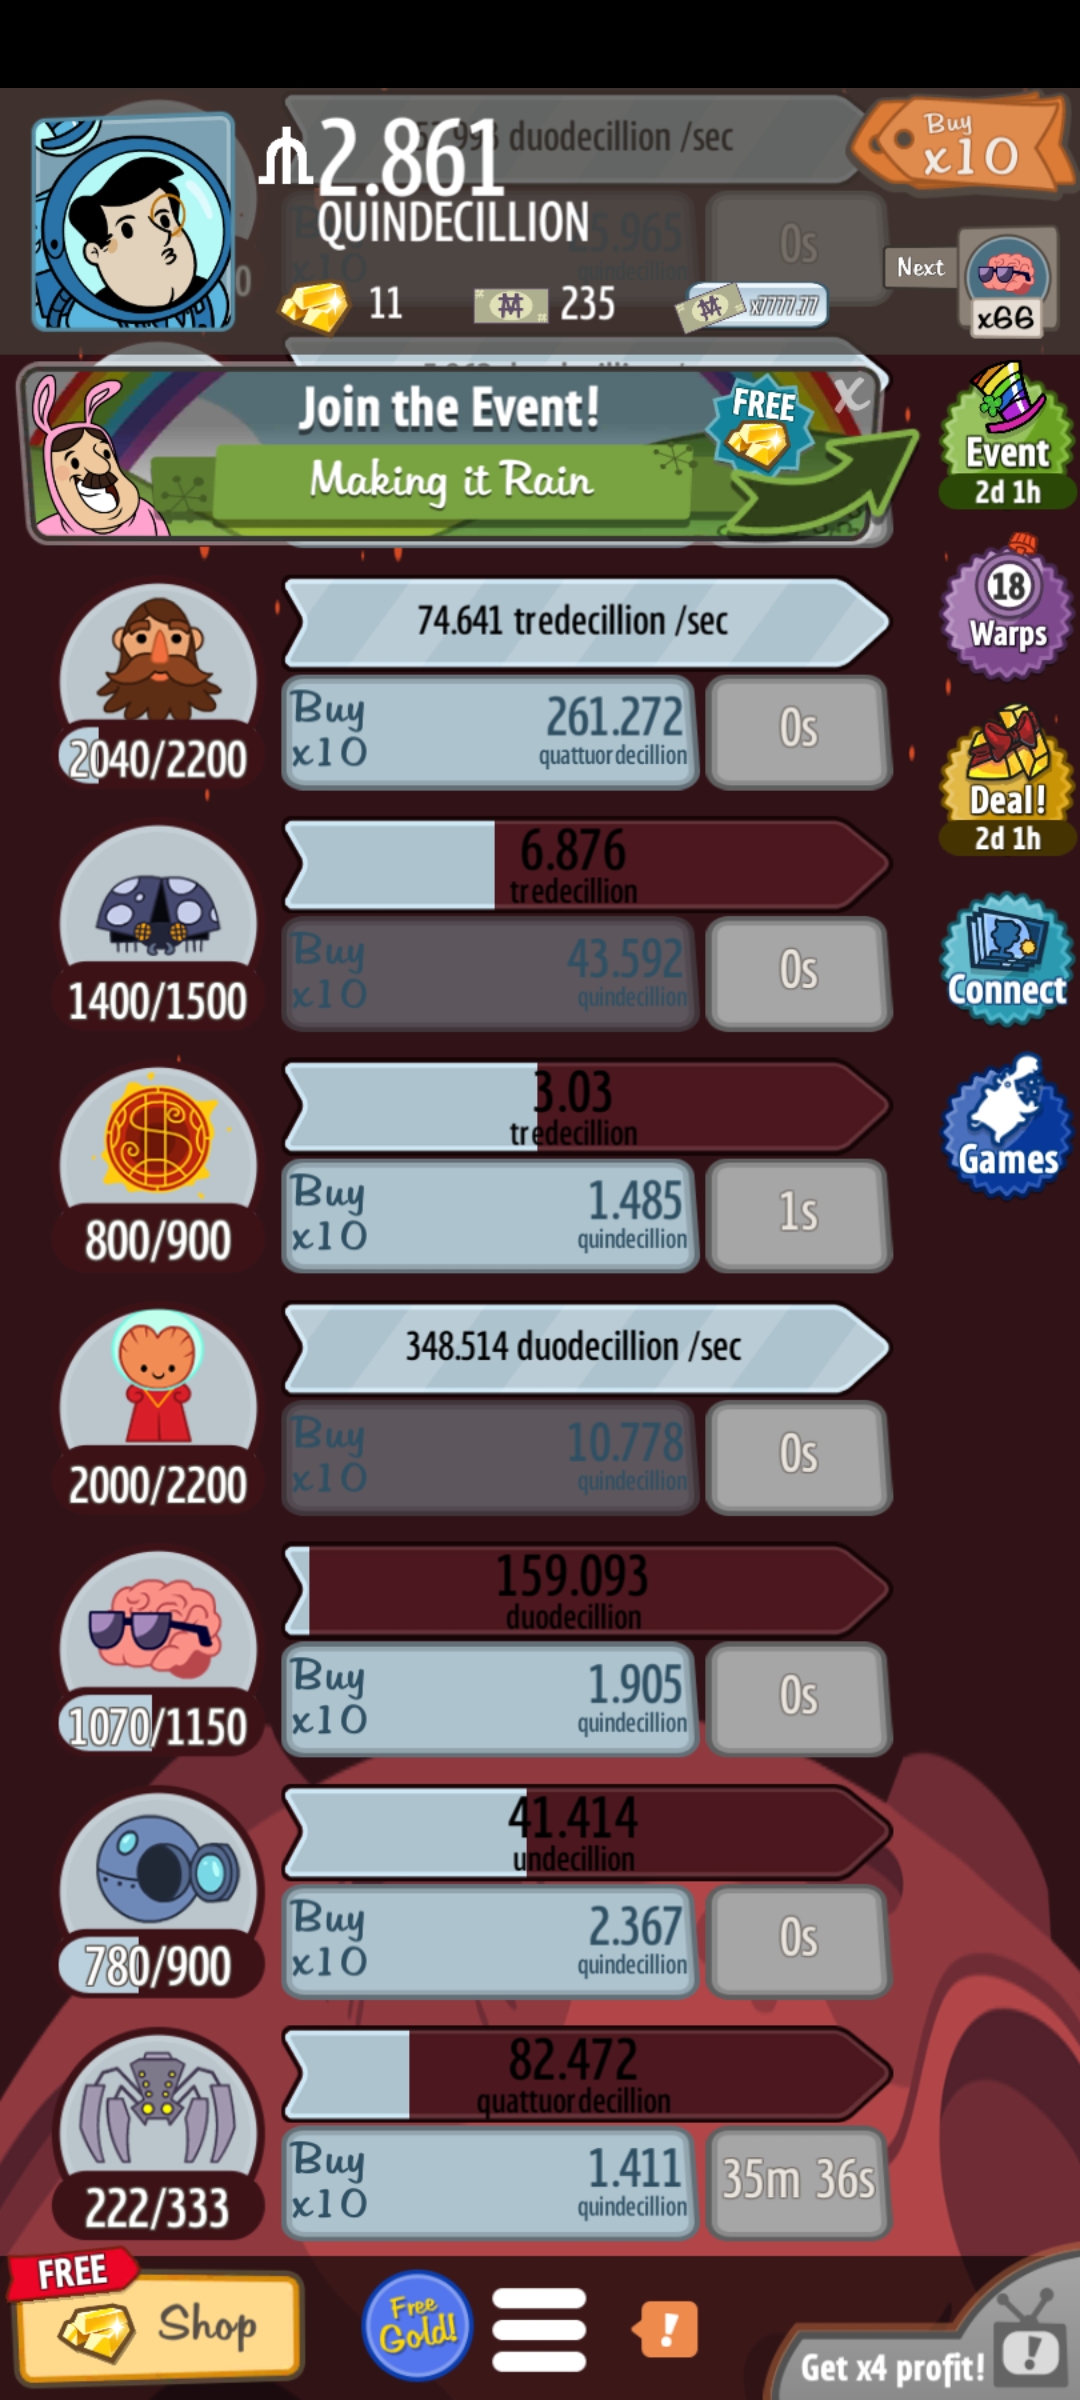 duodecillion /sec
2.861
QUINDECILLION
Buy
x10
Buy
x10
5.965
quindecillion
0s
11
235
x7777.77
Next
x66
Join the Event!
FREE
X
Making it Rain
Event
2d 1h
74.641 tredecillion /sec
2040/2200
Buy
x10
261.272
quattuordecillion
0s
18
Warps
6.876
tredecillion
1400/1500
Buy
x10
43.592
quindecillion
0s
Deal!
2d 1h
Connect
3.03
tredecillion
800/900
Buy
x10
1.485
quindecillion
1s
Games
348.514 duodecillion /sec
2000/2200
Buy
x10
10.778
quindecillion
0s
159.093
duodecillion
1070/1150
Buy
x10
1.905
quindecillion
0s
41.414
undecillion
780/900
Buy
x10
2.367
quindecillion
0s
82.472
quattuordecillion
222/333
Buy
x10
1.411
quindecillion
35m 36s
FREE
Shop
Free
Gold!
!
Get x4 profit!
!